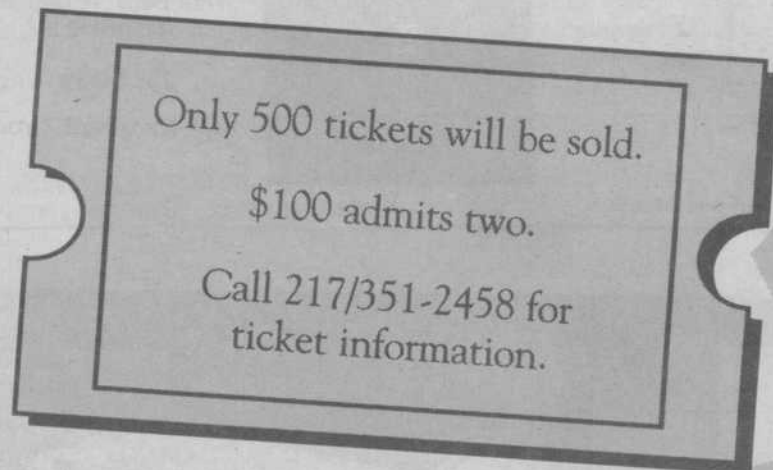 Only 500 tickets will be sold.
$100 admits two.
Call 217/351-2458 for
ticket information.